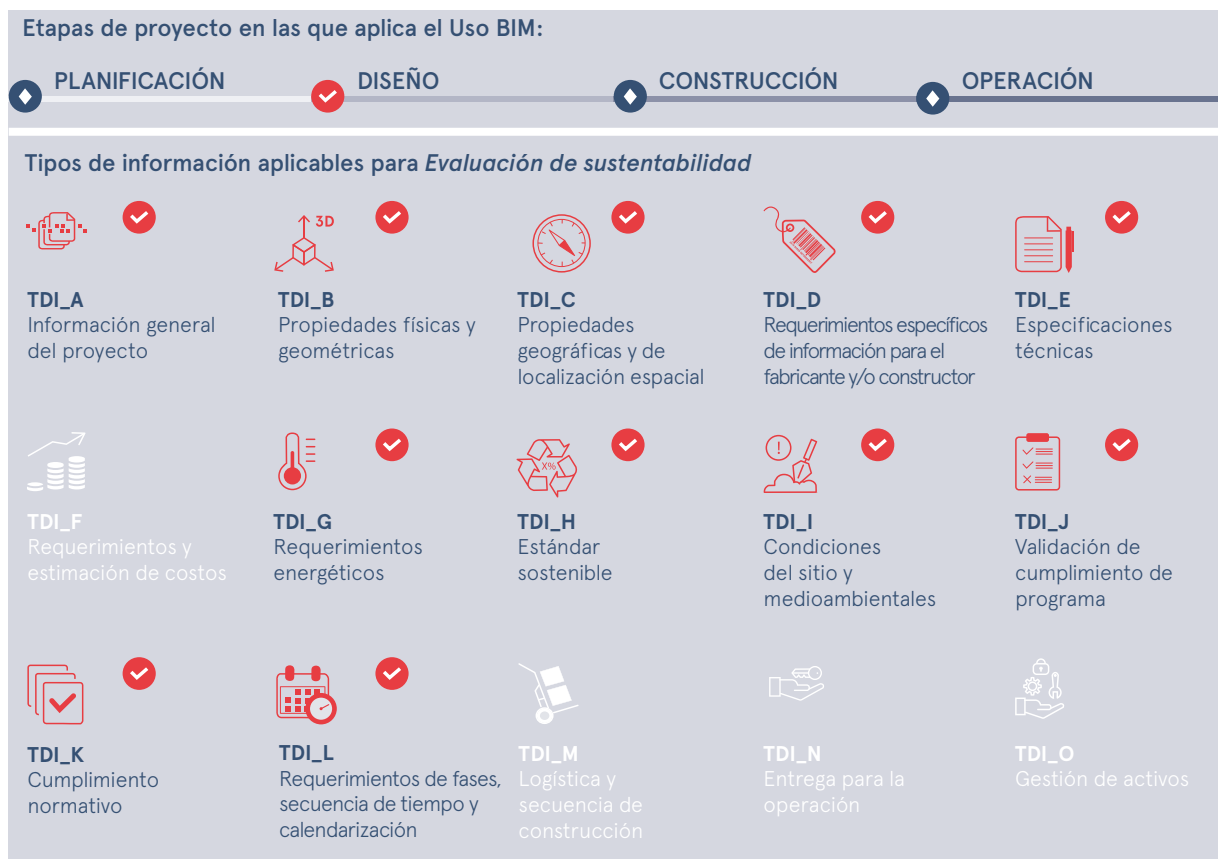 Etapas de proyecto en las que aplica el Uso BIM:
PLANIFICACIÓN
DISEÑO
CONSTRUCCIÓN
OPERACIÓN
Tipos de información aplicables para Evaluación de sustentabilidad
TDI_A
Información general
del proyecto
3D
TDI_B
Propiedades físicas y
geométricas
TDI_C
Propiedades
geográficas y de
localización espacial
TDI_D
Requerimientos específicos
de información para el
fabricante y/o constructor
TDI_E
Especificaciones
técnicas
TDI_F
Requerimientos y
estimación de costos
TDI_G
Requerimientos
energéticos
X%
TDI_H
Estándar
sostenible
TDI_I
Condiciones
del sitio y
medioambientales
TDI_J
Validación de
cumplimiento de
programa
TDI_K
Cumplimiento
normativo
TDI_L
Requerimientos de fases,
secuencia de tiempo y
calendarización
TDI_M
Logística y
secuencia de
construcción
TDI_N
Entrega para la
operación
TDI_O
Gestión de activos